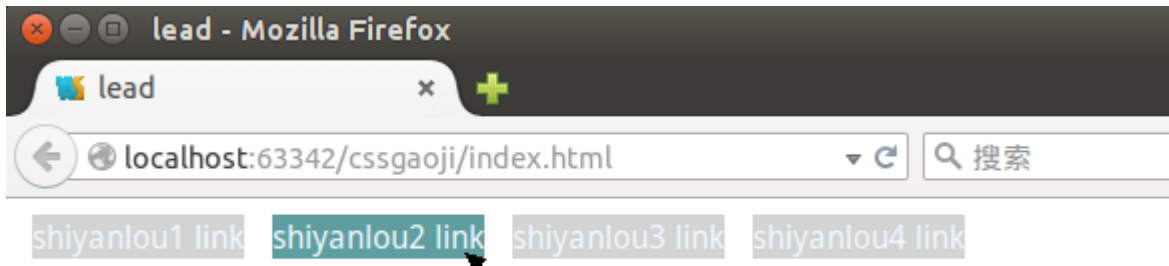 lead - Mozilla Firefox
lead
localhost:63342/cssgaoji/index.html 搜索
shiyanlou1 link shiyanlou2 link shiyanlou3 link shiyanlou4 link